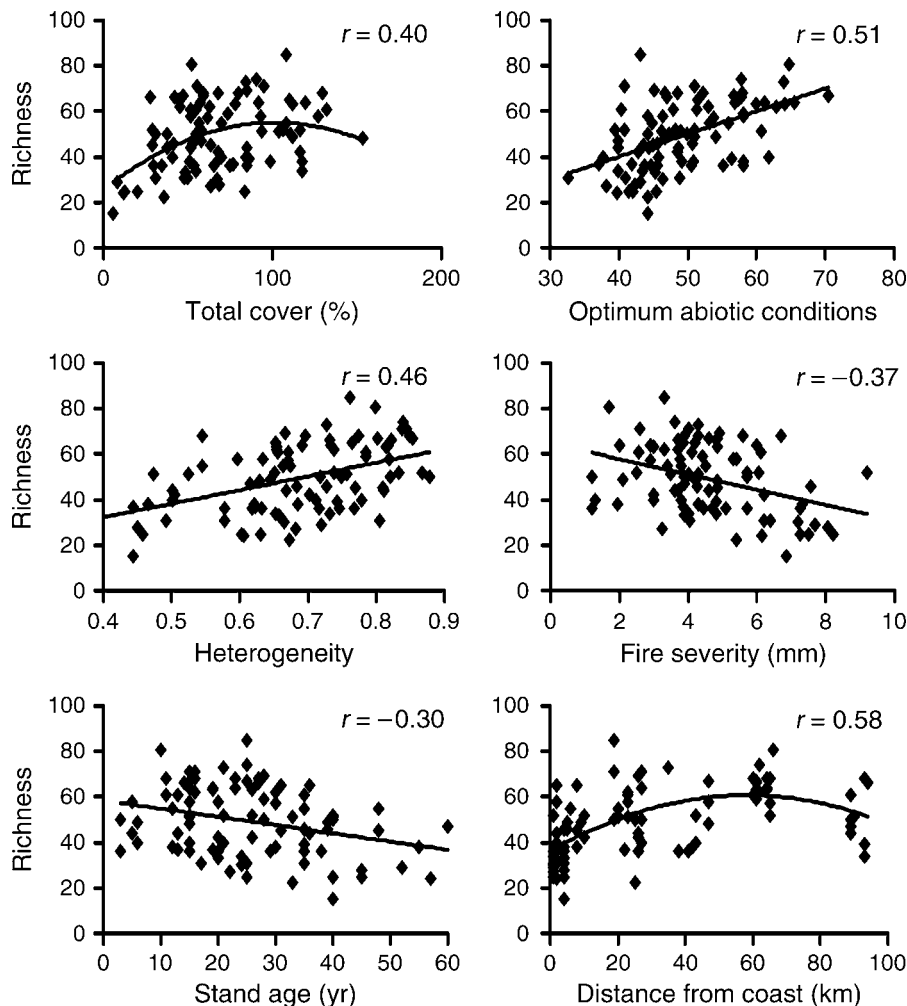 100
80
60
40
20
0
Richness
r = 0.40
0 100 200
Total cover (%)
100
80
60
40
20
0
r = 0.51
30 40 50 60 70 80
Optimum abiotic conditions
100
80
60
40
20
0
Richness
r = 0.46
0.4 0.5 0.6 0.7 0.8 0.9
Heterogeneity
100
80
60
40
20
0
r = −0.37
0 2 4 6 8 10
Fire severity (mm)
100
80
60
40
20
0
Richness
r = −0.30
0 10 20 30 40 50 60
Stand age (yr)
100
80
60
40
20
0
r = 0.58
0 20 40 60 80 100
Distance from coast (km)